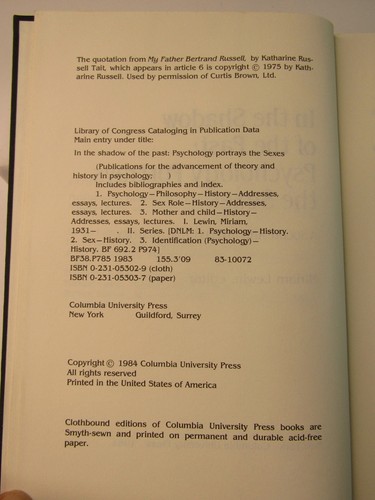 The quotation from My Father Bertrand Russell, by Katharine Rus-
sell Tait, which appears in article 6 is copyright © 1975 by Kath-
arine Russell. Used by permission of Curtis Brown, Ltd.
Library of Congress Cataloging in Publication Data
Main entry under title:
In the shadow of the past: Psychology portrays the Sexes
(Publications for the advancement of theory and
history in psychology; )
Includes bibliographies and index.
1. Psychology—Philosophy—History—Addresses,
essays, lectures. 2. Sex Role—History—Addresses,
essays, lectures. 3. Mother and child—History—
Addresses, essays, lectures. I. Lewin, Miriam,
1931- . II. Series. [DNLM: 1. Psychology—History.
2. Sex—History. 3. Identification (Psychology)—
History. BF 692.2 P974]
BF38.P785 1983 155.3'09 83-10072
ISBN 0-231-05302-9 (cloth)
ISBN 0-231-05303-7 (paper)
Columbia University Press
New York Guildford, Surrey
Copyright © 1984 Columbia University Press
All rights reserved
Printed in the United States of America
Clothbound editions of Columbia University Press books are
Smyth-sewn and printed on permanent and durable acid-free
paper.